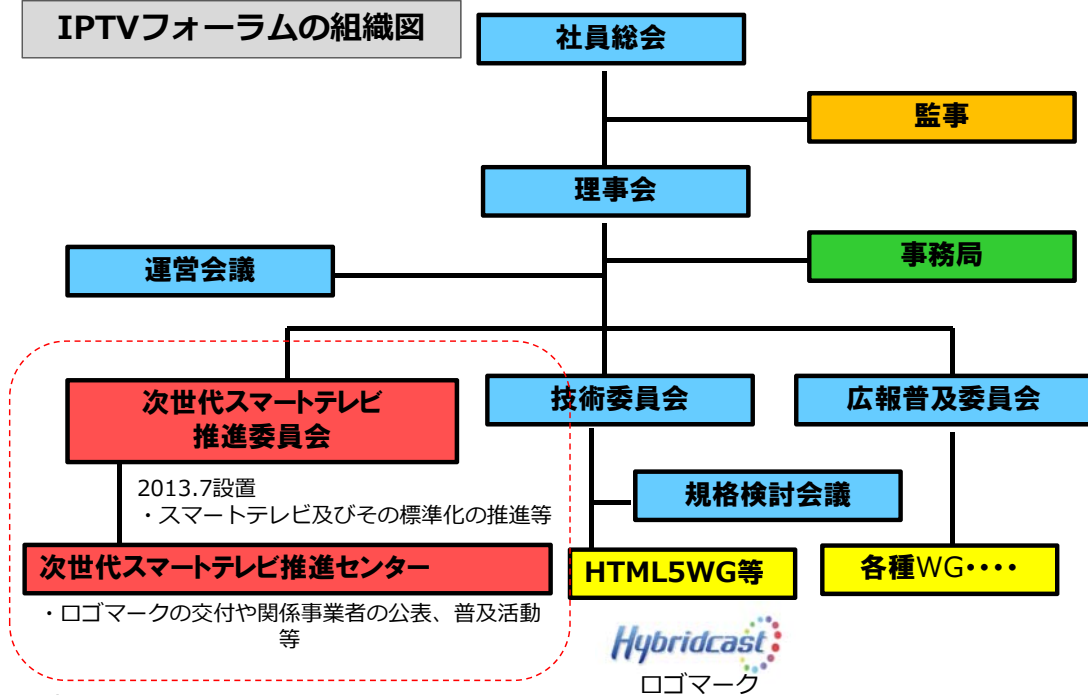 IPTVフォーラムの組織図
社員総会
監事
理事会
運営会議
事務局
次世代スマートテレビ
推進委員会
技術委員会
広報普及委員会
2013.7設置
・スマートテレビ及びその標準化の推進等
規格検討会議
次世代スマートテレビ推進センター
HTML5WG等
各種WG････
・ロゴマークの交付や関係事業者の公表、普及活動
等
Hybridcast
ロゴマーク